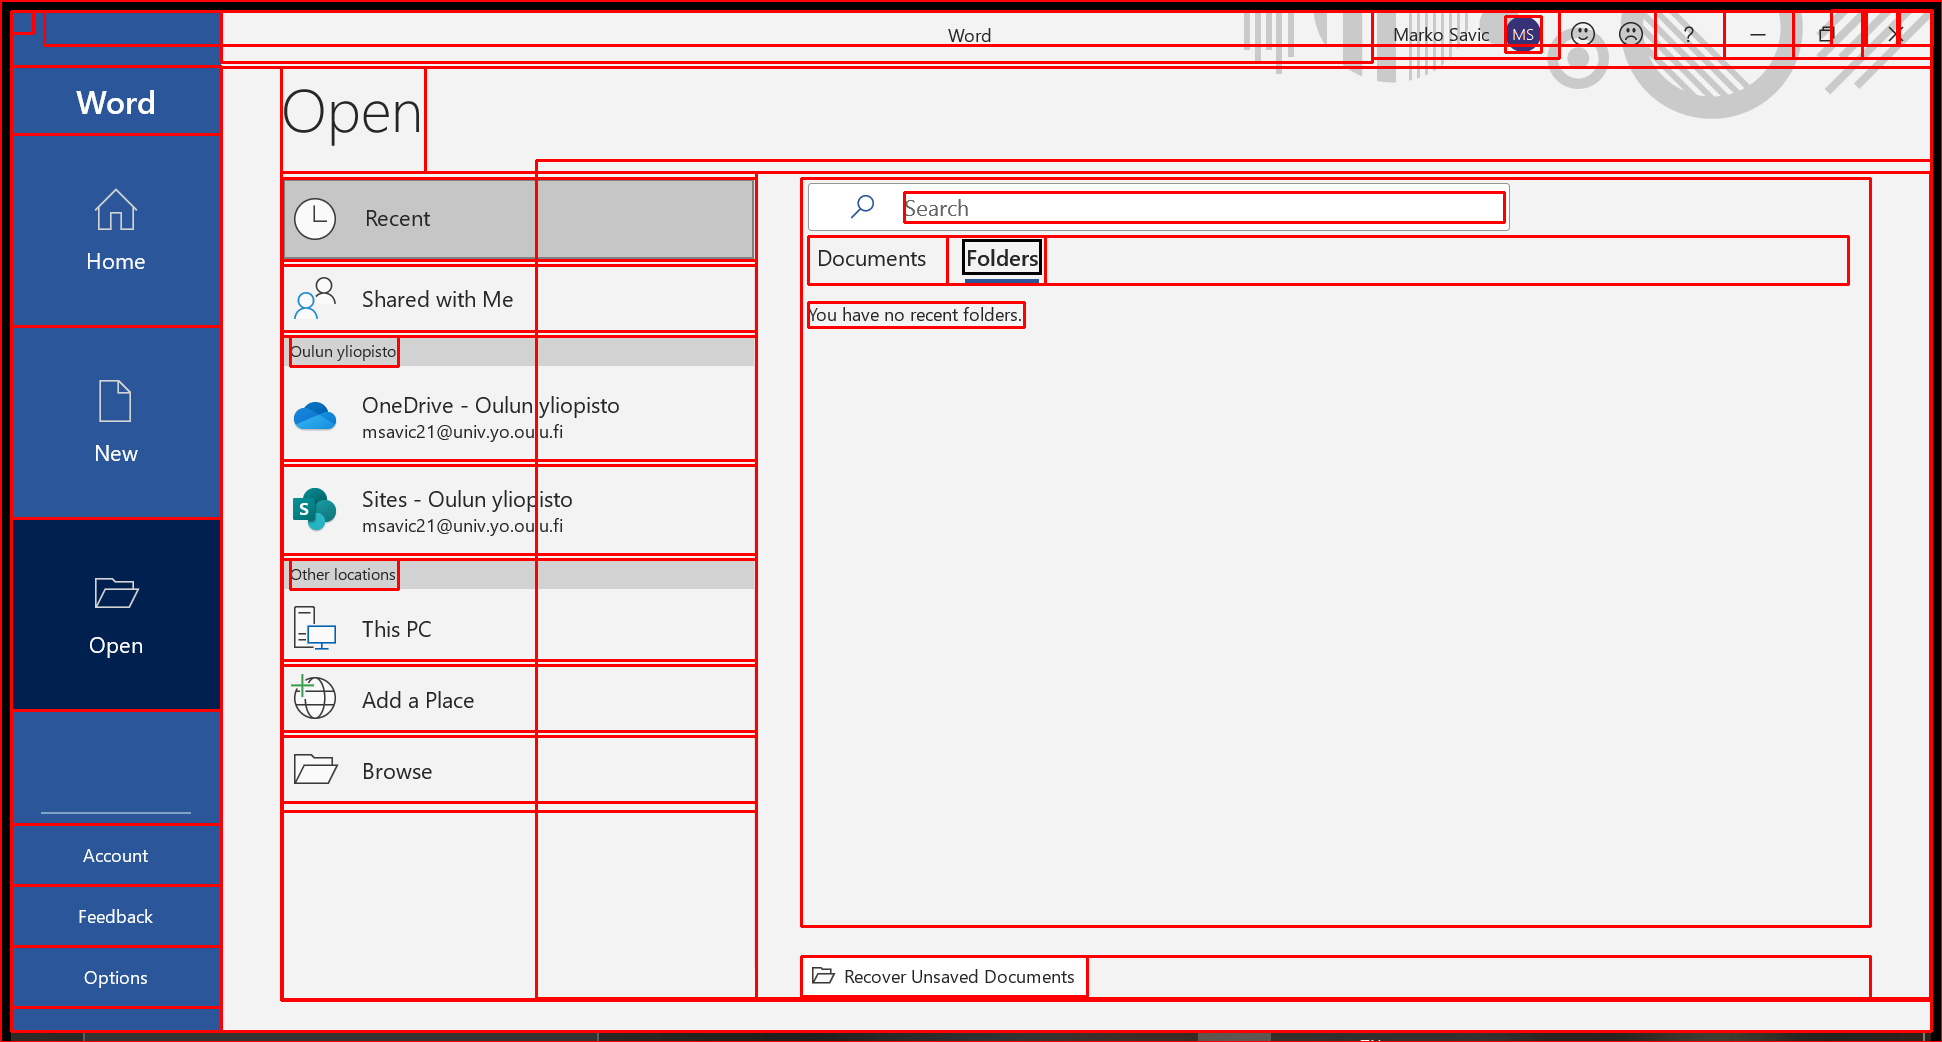 Word
Marko Savic
MS
?
Word
Open
Home
New
Open
Account
Feedback
Options
Recent
Shared with Me
Oulun yliopisto
OneDrive - Oulun yliopisto
msavic21@univ.yo.oulu.fi
Sites - Oulun yliopisto
msavic21@univ.yo.oulu.fi
Other locations
This PC
Add a Place
Browse
Search
Documents
Folders
You have no recent folders.
Recover Unsaved Documents